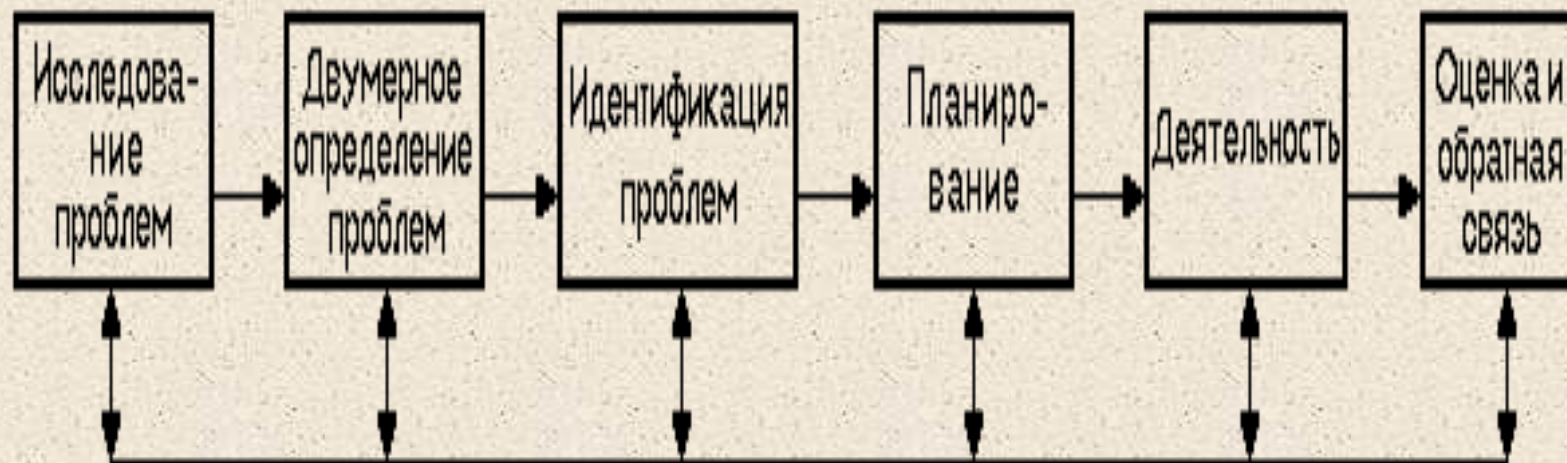 Исследова-
ние
проблем
Двумерное
определение
проблем
Идентификация
проблем
Планиро-
вание
Деятельность
Оценка и
обратная
связь